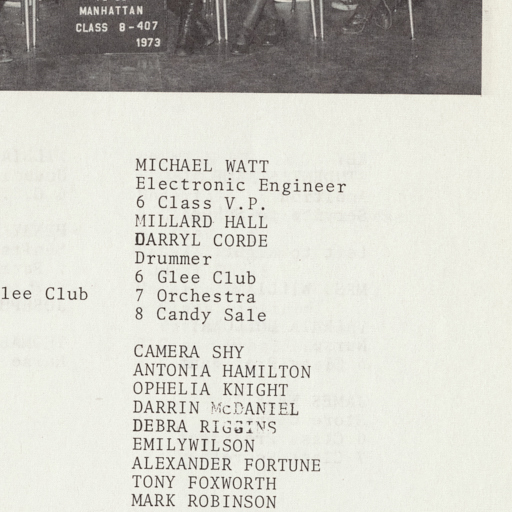 MANHATTAN
CLASS 8-407
1973
MICHAEL WATT
Electronic Engineer
6 Class V.P.
MILLARD HALL
DARRYL CORDE
Drummer
6 Glee Club
lee Club
7 Orchestra
8 Candy Sale
CAMERA SHY
ANTONIA HAMILTON
OPHELIA KNIGHT
DARRIN McDANIEL
DEBRA RIGGINS
EMILYWILSON
ALEXANDER FORTUNE
TONY FOXWORTH
MARK ROBINSON